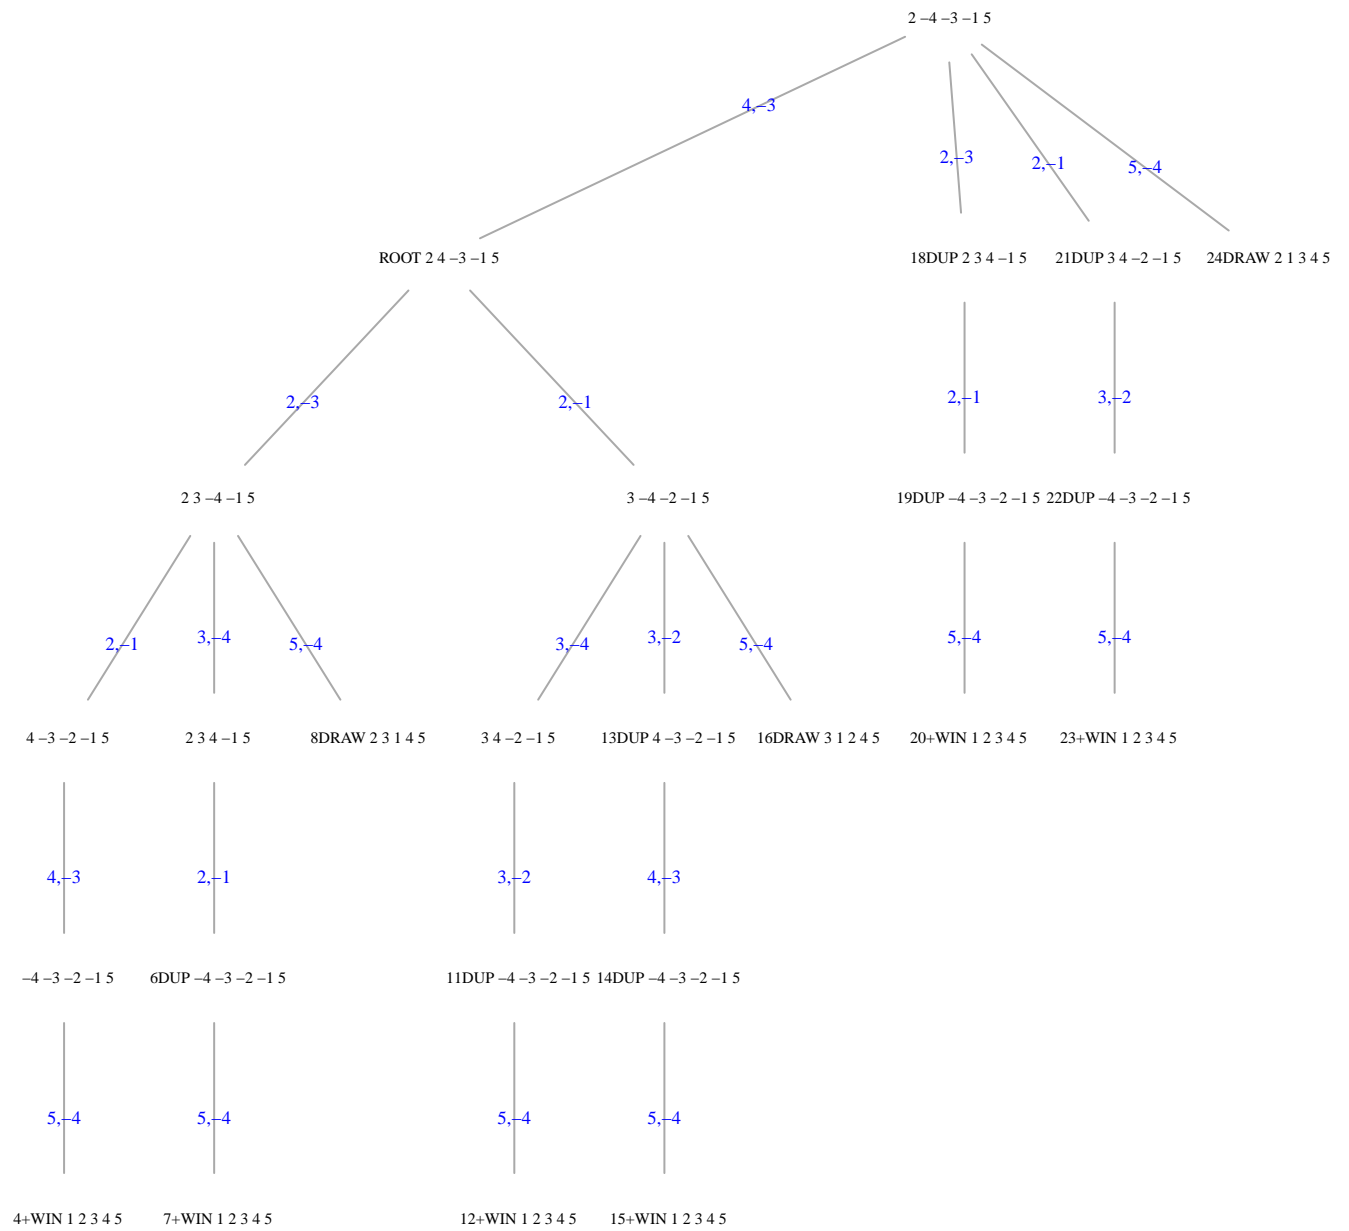 2 –4 –3 –1 5
4,–3
2,–3
2,–1
5,–4
ROOT 2 4 –3 –1 5
18DUP 2 3 4 –1 5
21DUP 3 4 –2 –1 5
24DRAW 2 1 3 4 5
2,–3
2,–1
2,–1
3,–2
2 3 –4 –1 5
3 –4 –2 –1 5
19DUP –4 –3 –2 –1 5
22DUP –4 –3 –2 –1 5
2,–1
3,–4
5,–4
3,–4
3,–2
5,–4
5,–4
5,–4
4 –3 –2 –1 5
2 3 4 –1 5
8DRAW 2 3 1 4 5
3 4 –2 –1 5
13DUP 4 –3 –2 –1 5
16DRAW 3 1 2 4 5
20+WIN 1 2 3 4 5
23+WIN 1 2 3 4 5
4,–3
2,–1
3,–2
4,–3
–4 –3 –2 –1 5
6DUP –4 –3 –2 –1 5
11DUP –4 –3 –2 –1 5
14DUP –4 –3 –2 –1 5
5,–4
5,–4
5,–4
5,–4
4+WIN 1 2 3 4 5
7+WIN 1 2 3 4 5
12+WIN 1 2 3 4 5
15+WIN 1 2 3 4 5